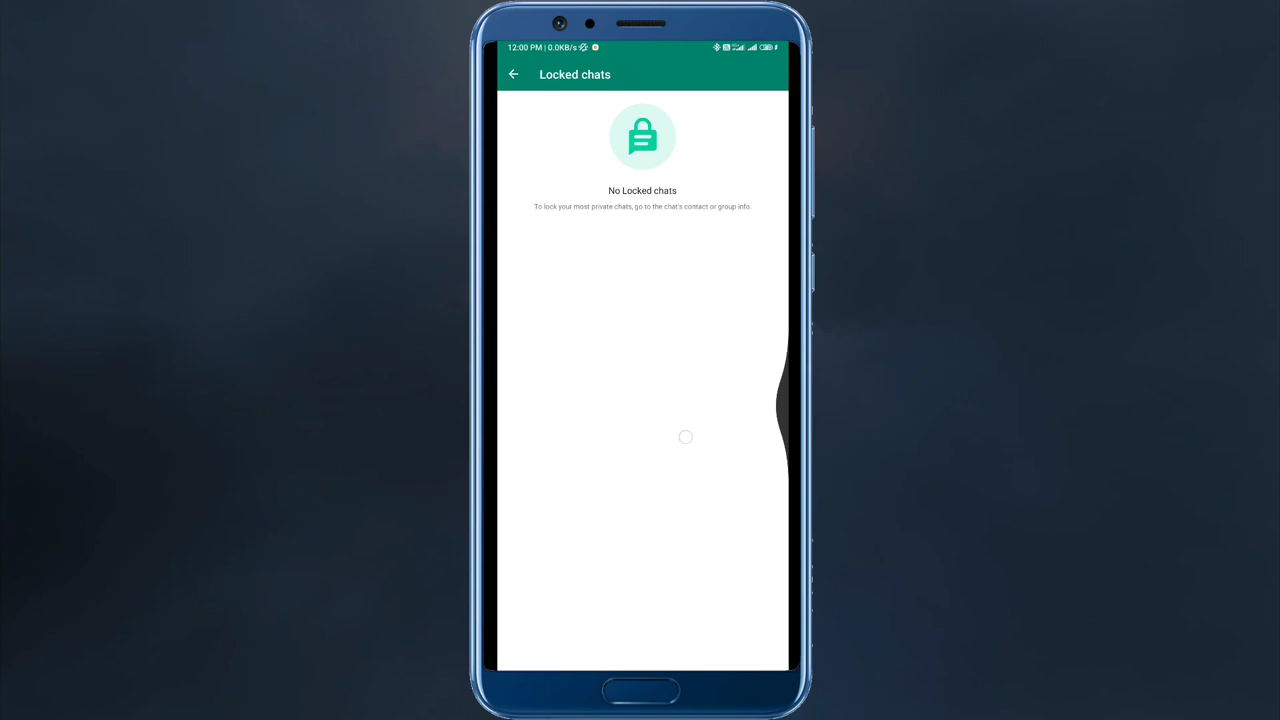 12:00 PM | 0.0KB/s
Locked chats
No Locked chats
To lock your most private chats, go to the chat's contact or group info.